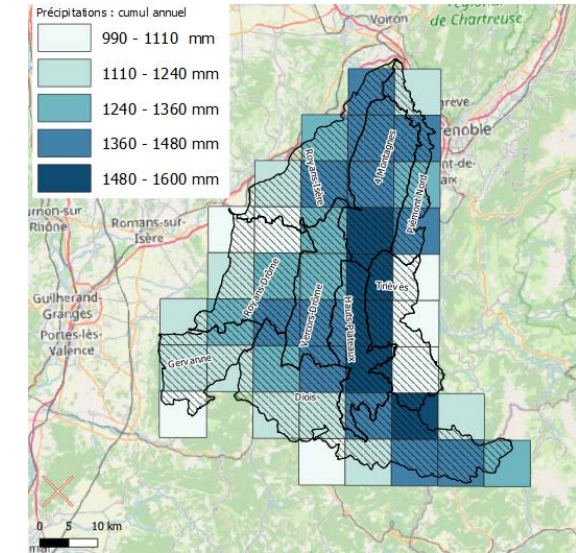 Précipitations : cumul annuel
990 - 1110 mm
1110 - 1240 mm
1240 - 1360 mm
1360 - 1480 mm
1480 - 1600 mm
Voiron
régional
de Chartreuse
4 Montagnes
Royans-Isère
Piémont-Nord
Romans-sur-
Isère
Guilherand-
Granges
Portes-lès-
Valence
Royans-Drôme
Vercors-Drôme
Hauts-Plateaux
Trièves
Gervanne
Diois
0 5 10 km